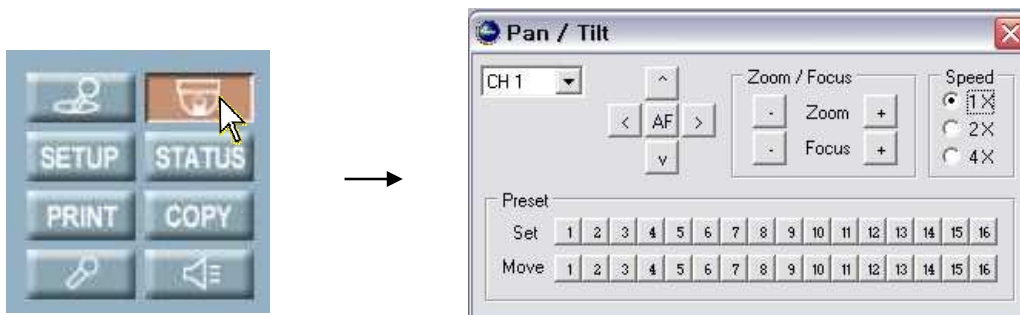 SETUP STATUS
PRINT COPY
Pan / Tilt
CH 1
^
< AF >
v
Zoom / Focus
- Zoom +
- Focus +
Speed
1X
2X
4X
Preset
Set 1 2 3 4 5 6 7 8 9 10 11 12 13 14 15 16
Move 1 2 3 4 5 6 7 8 9 10 11 12 13 14 15 16